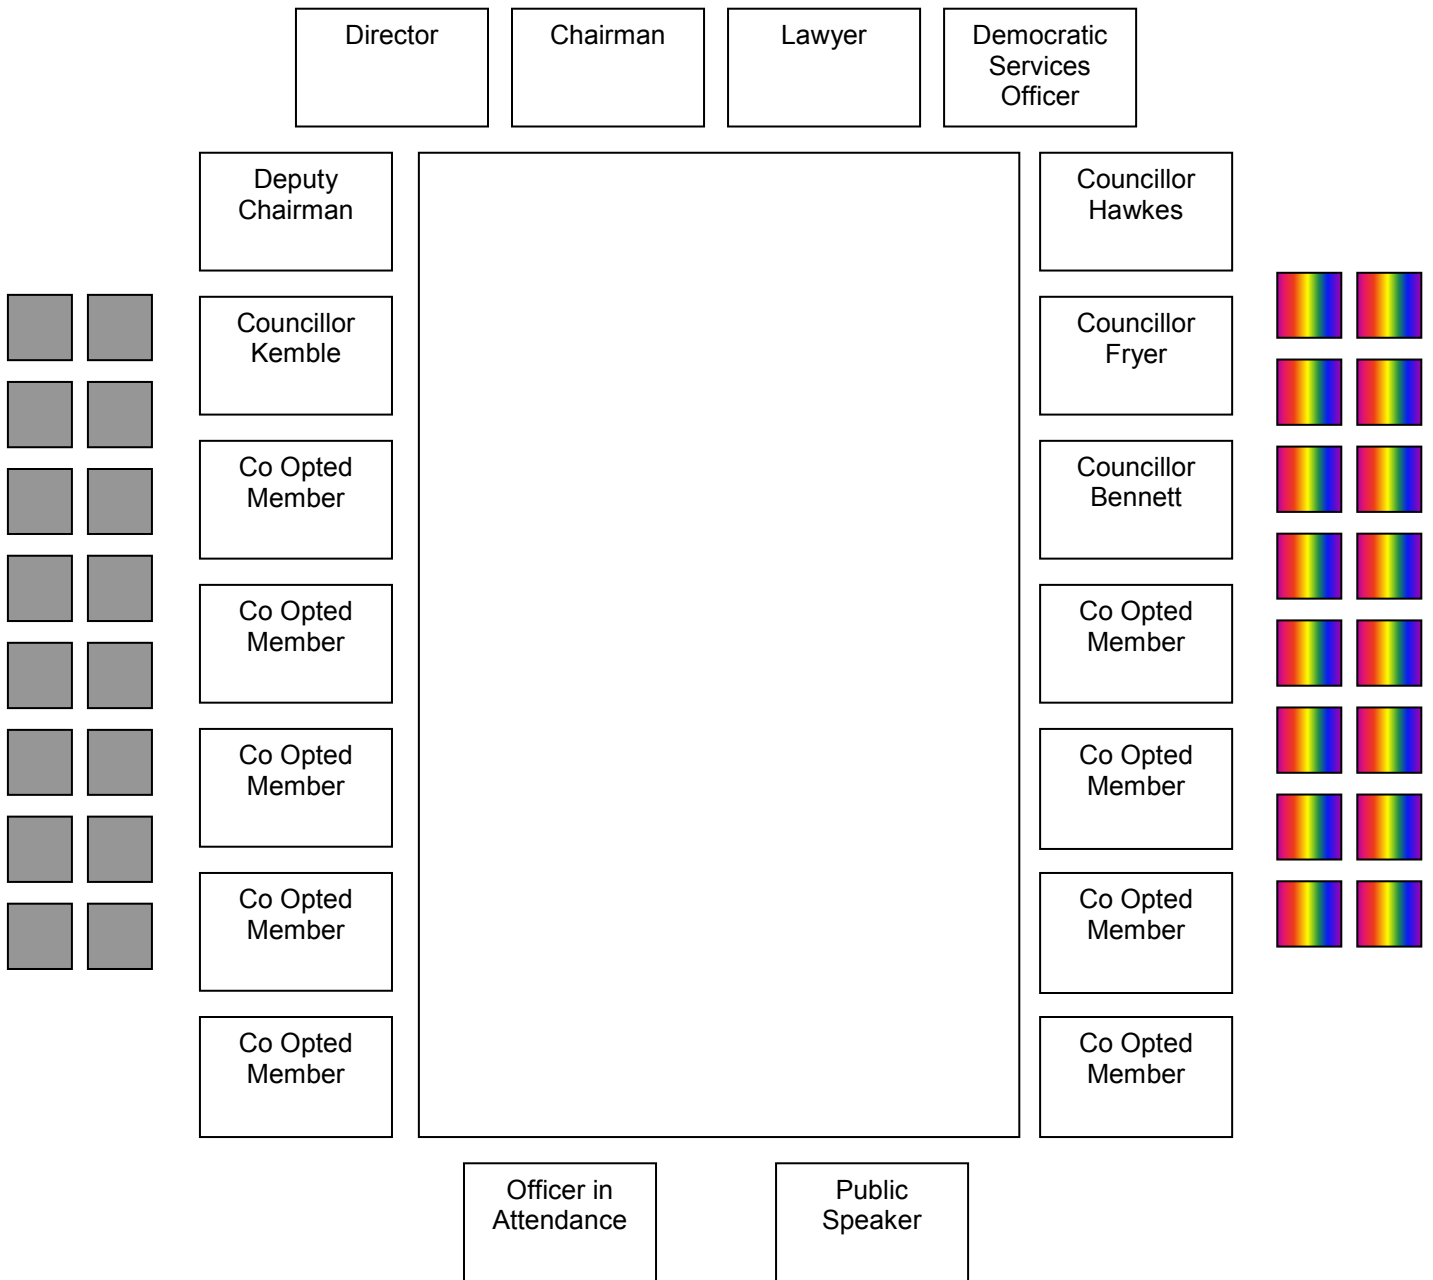 Director
Chairman
Lawyer
Democratic
Services
Officer
Deputy
Chairman
Councillor
Hawkes
Councillor
Kemble
Councillor
Fryer
Co Opted
Member
Councillor
Bennett
Co Opted
Member
Co Opted
Member
Co Opted
Member
Co Opted
Member
Co Opted
Member
Co Opted
Member
Co Opted
Member
Co Opted
Member
Officer in
Attendance
Public
Speaker